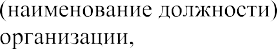 (наименование должности)
организации,